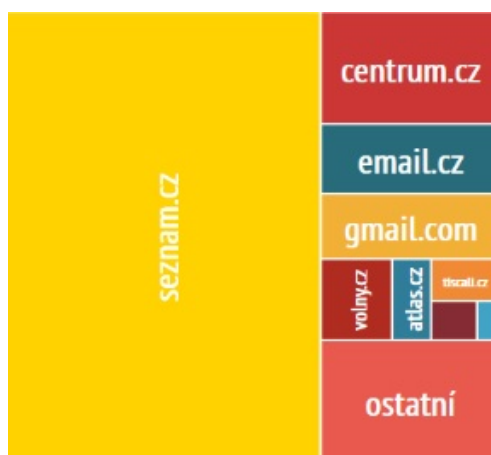 seznam.cz
centrum.cz
email.cz
gmail.com
volny.cz
atlas.cz
tiscali.cz
ostatní